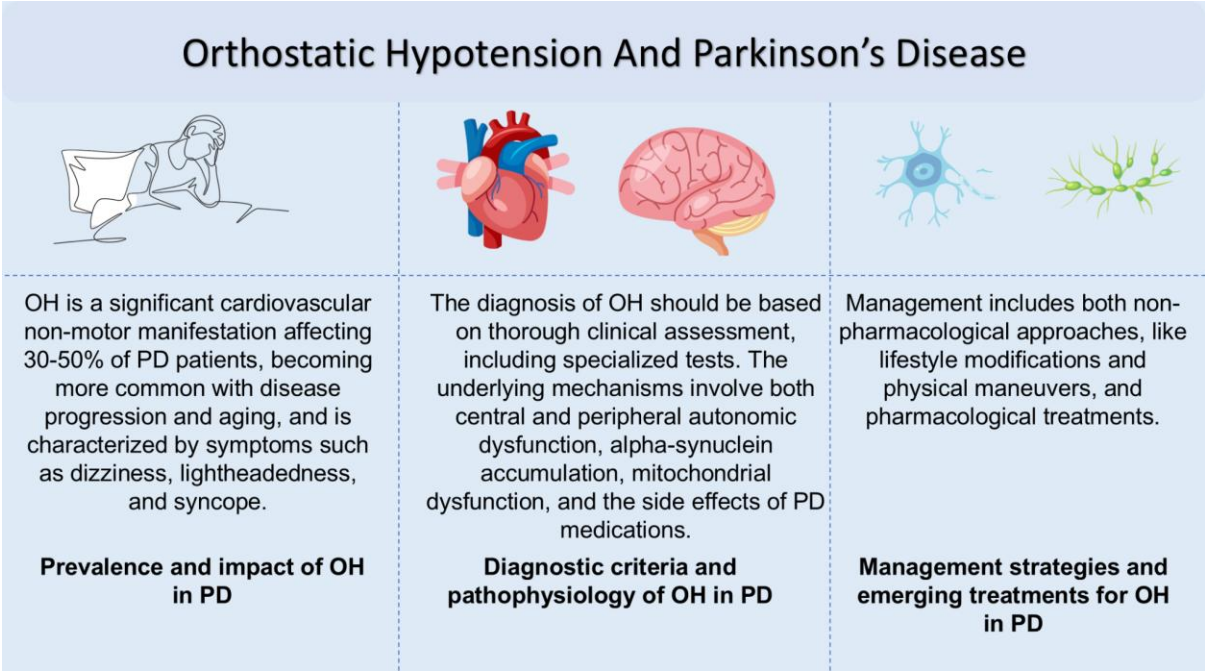 Orthostatic Hypotension And Parkinson’s Disease
OH is a significant cardiovascular
non-motor manifestation affecting
30-50% of PD patients, becoming
more common with disease
progression and aging, and is
characterized by symptoms such
as dizziness, lightheadedness,
and syncope.
Prevalence and impact of OH
in PD
The diagnosis of OH should be based
on thorough clinical assessment,
including specialized tests. The
underlying mechanisms involve both
central and peripheral autonomic
dysfunction, alpha-synuclein
accumulation, mitochondrial
dysfunction, and the side effects of PD
medications.
Diagnostic criteria and
pathophysiology of OH in PD
Management includes both non-
pharmacological approaches, like
lifestyle modifications and
physical maneuvers, and
pharmacological treatments.
Management strategies and
emerging treatments for OH
in PD